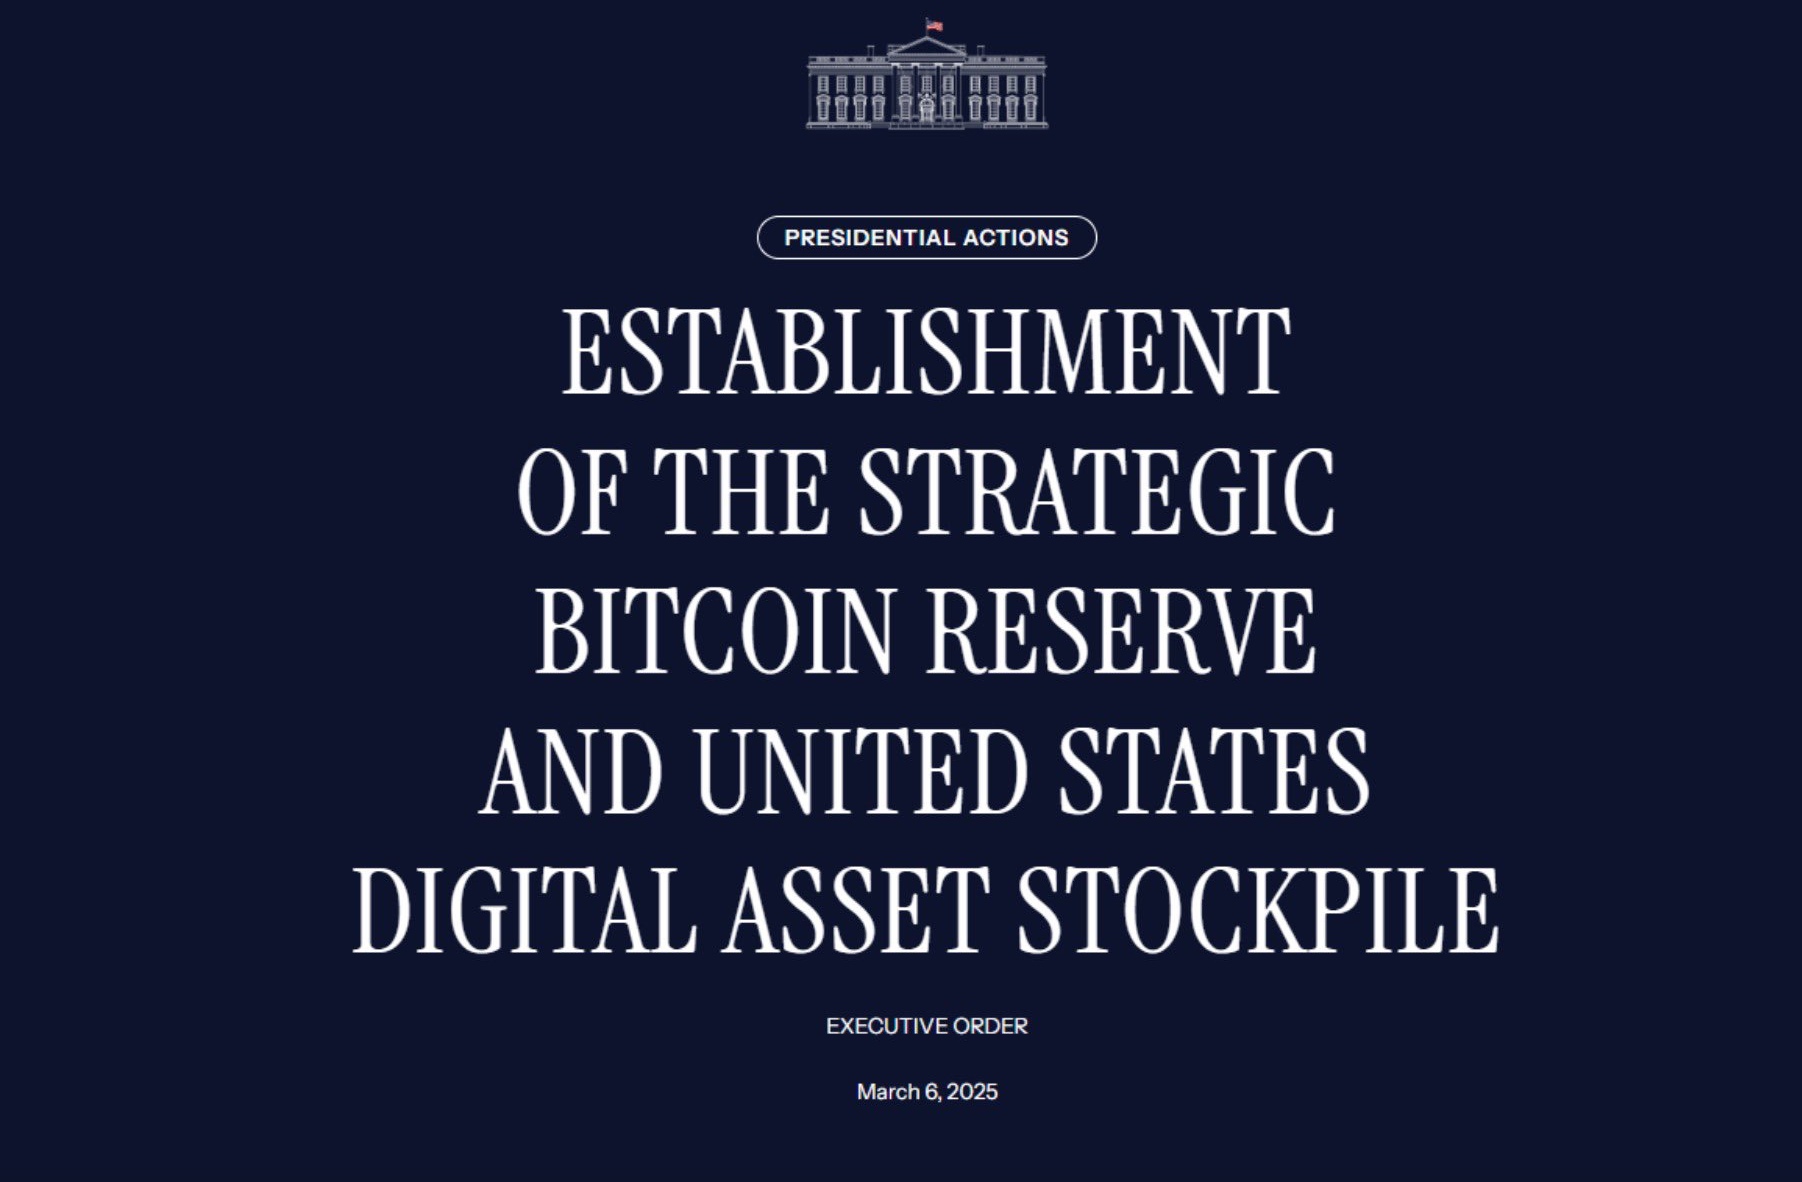 PRESIDENTIAL ACTIONS
ESTABLISHMENT
OF THE STRATEGIC
BITCOIN RESERVE
AND UNITED STATES
DIGITAL ASSET STOCKPILE
EXECUTIVE ORDER
March 6, 2025